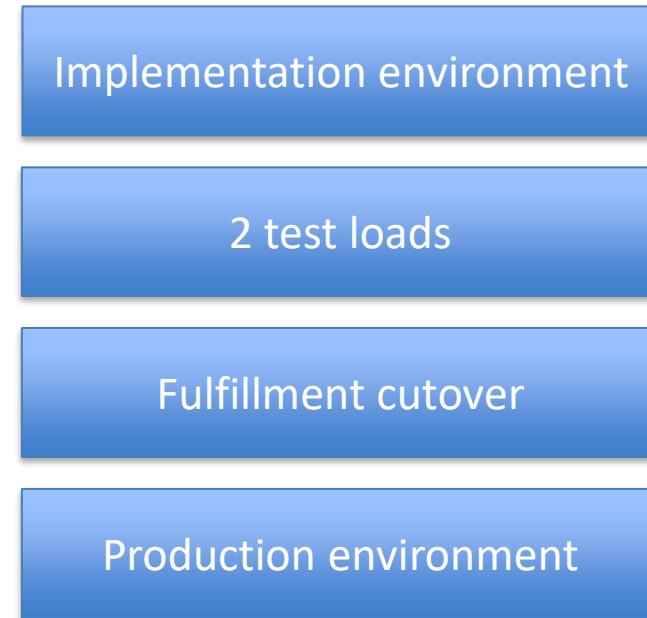 Implementation environment
2 test loads
Fulfillment cutover
Production environment